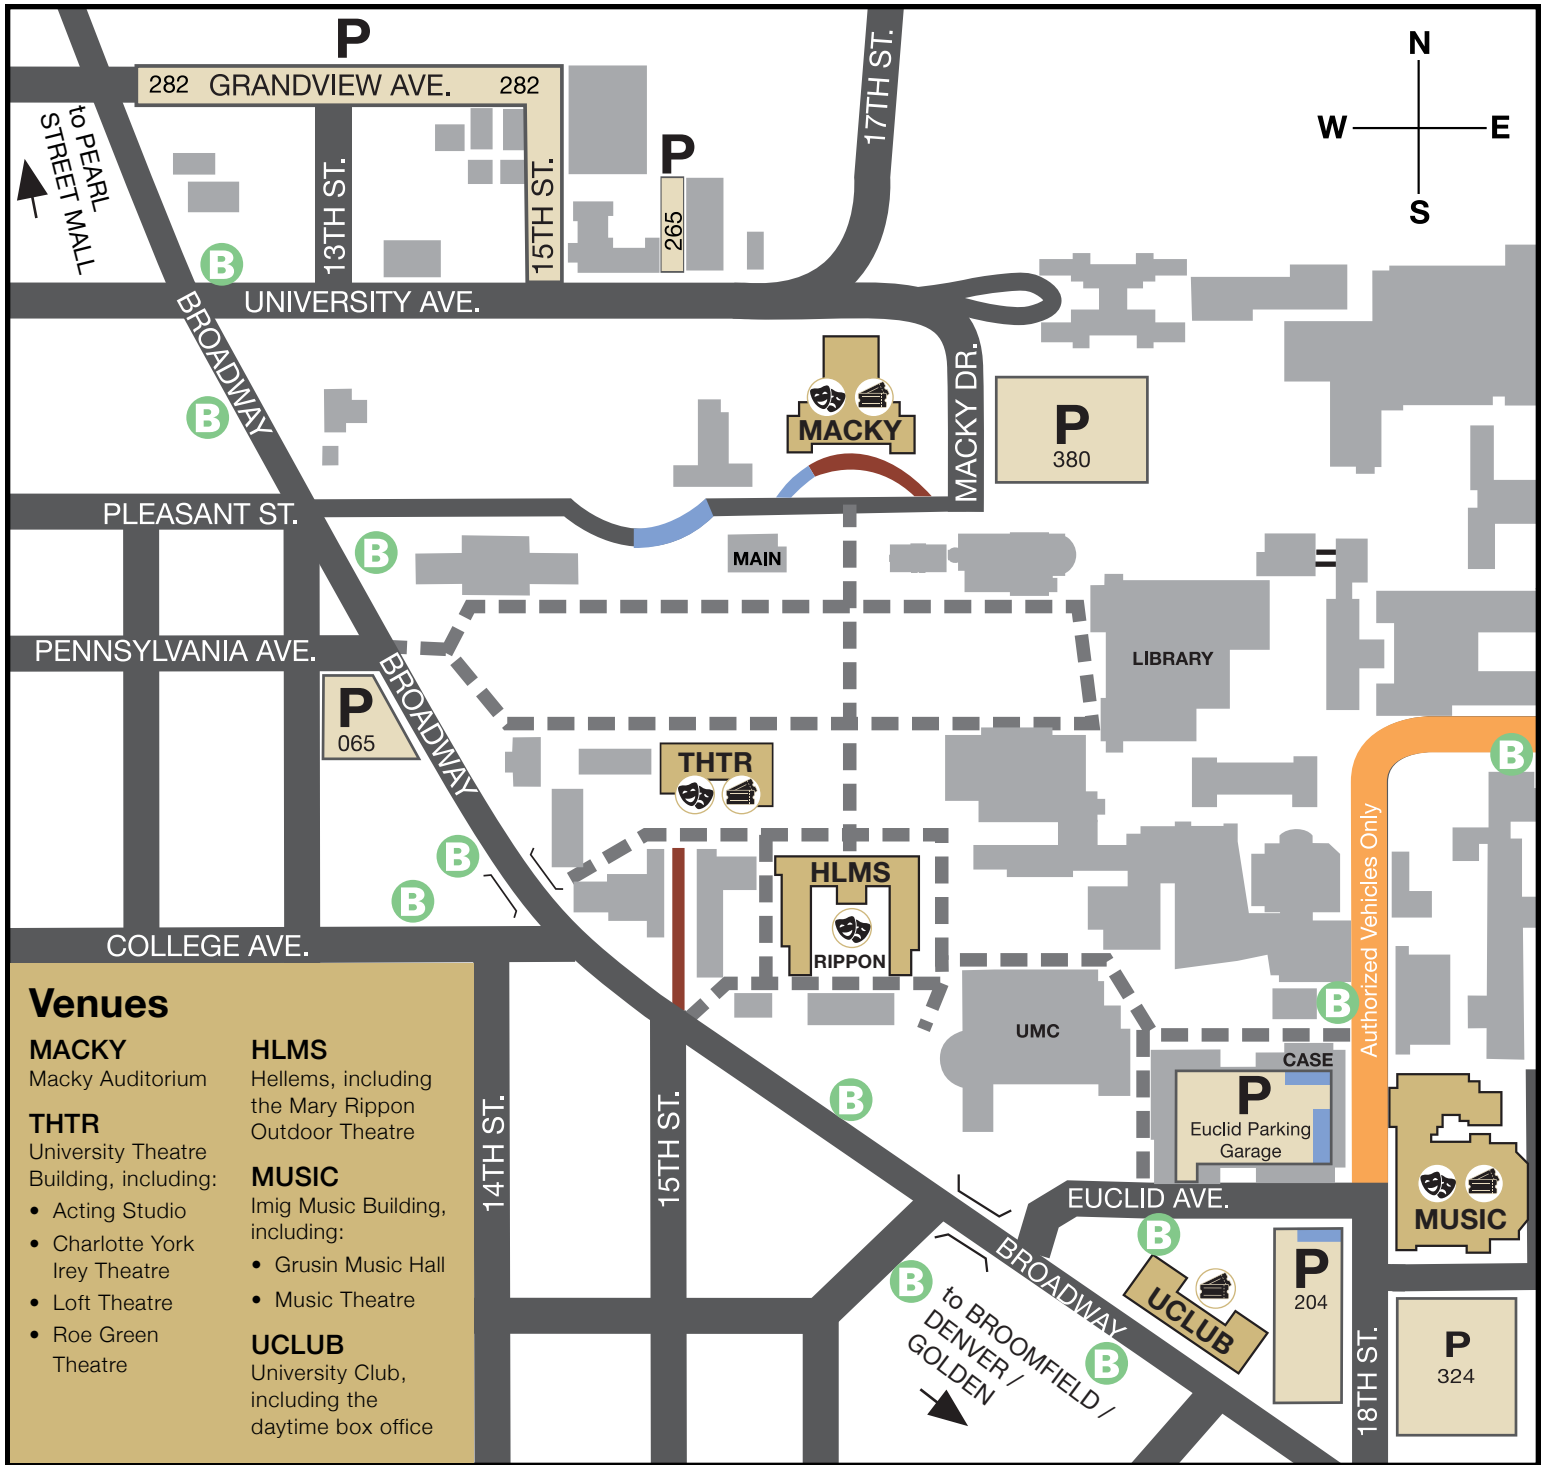 P
282 GRANDVIEW AVE. 282
17TH ST.
N
W E
S
to PEARL
STREET MALL
13TH ST.
15TH ST.
P
265
B
UNIVERSITY AVE.
BROADWAY
B
MACKY
MACKY DR.
P
380
PLEASANT ST.
B
MAIN
PENNSYLVANIA AVE.
LIBRARY
BROADWAY
P
065
THTR
B
Authorized Vehicles Only
B
B
HLMS
RIPPON
COLLEGE AVE.
B
UMC
CASE
P
Euclid Parking
Garage
B
14TH ST.
15TH ST.
EUCLID AVE.
MUSIC
B
B
BROADWAY
UCLUB
P
204
to BROOMFIELD /
DENVER /
GOLDEN
B
18TH ST.
P
324
Venues
MACKY
Macky Auditorium
THTR
University Theatre
Building, including:
• Acting Studio
• Charlotte York
Irey Theatre
• Loft Theatre
• Roe Green
Theatre
HLMS
Hellems, including
the Mary Rippon
Outdoor Theatre
MUSIC
Imig Music Building,
including:
• Grusin Music Hall
• Music Theatre
UCLUB
University Club,
including the
daytime box office